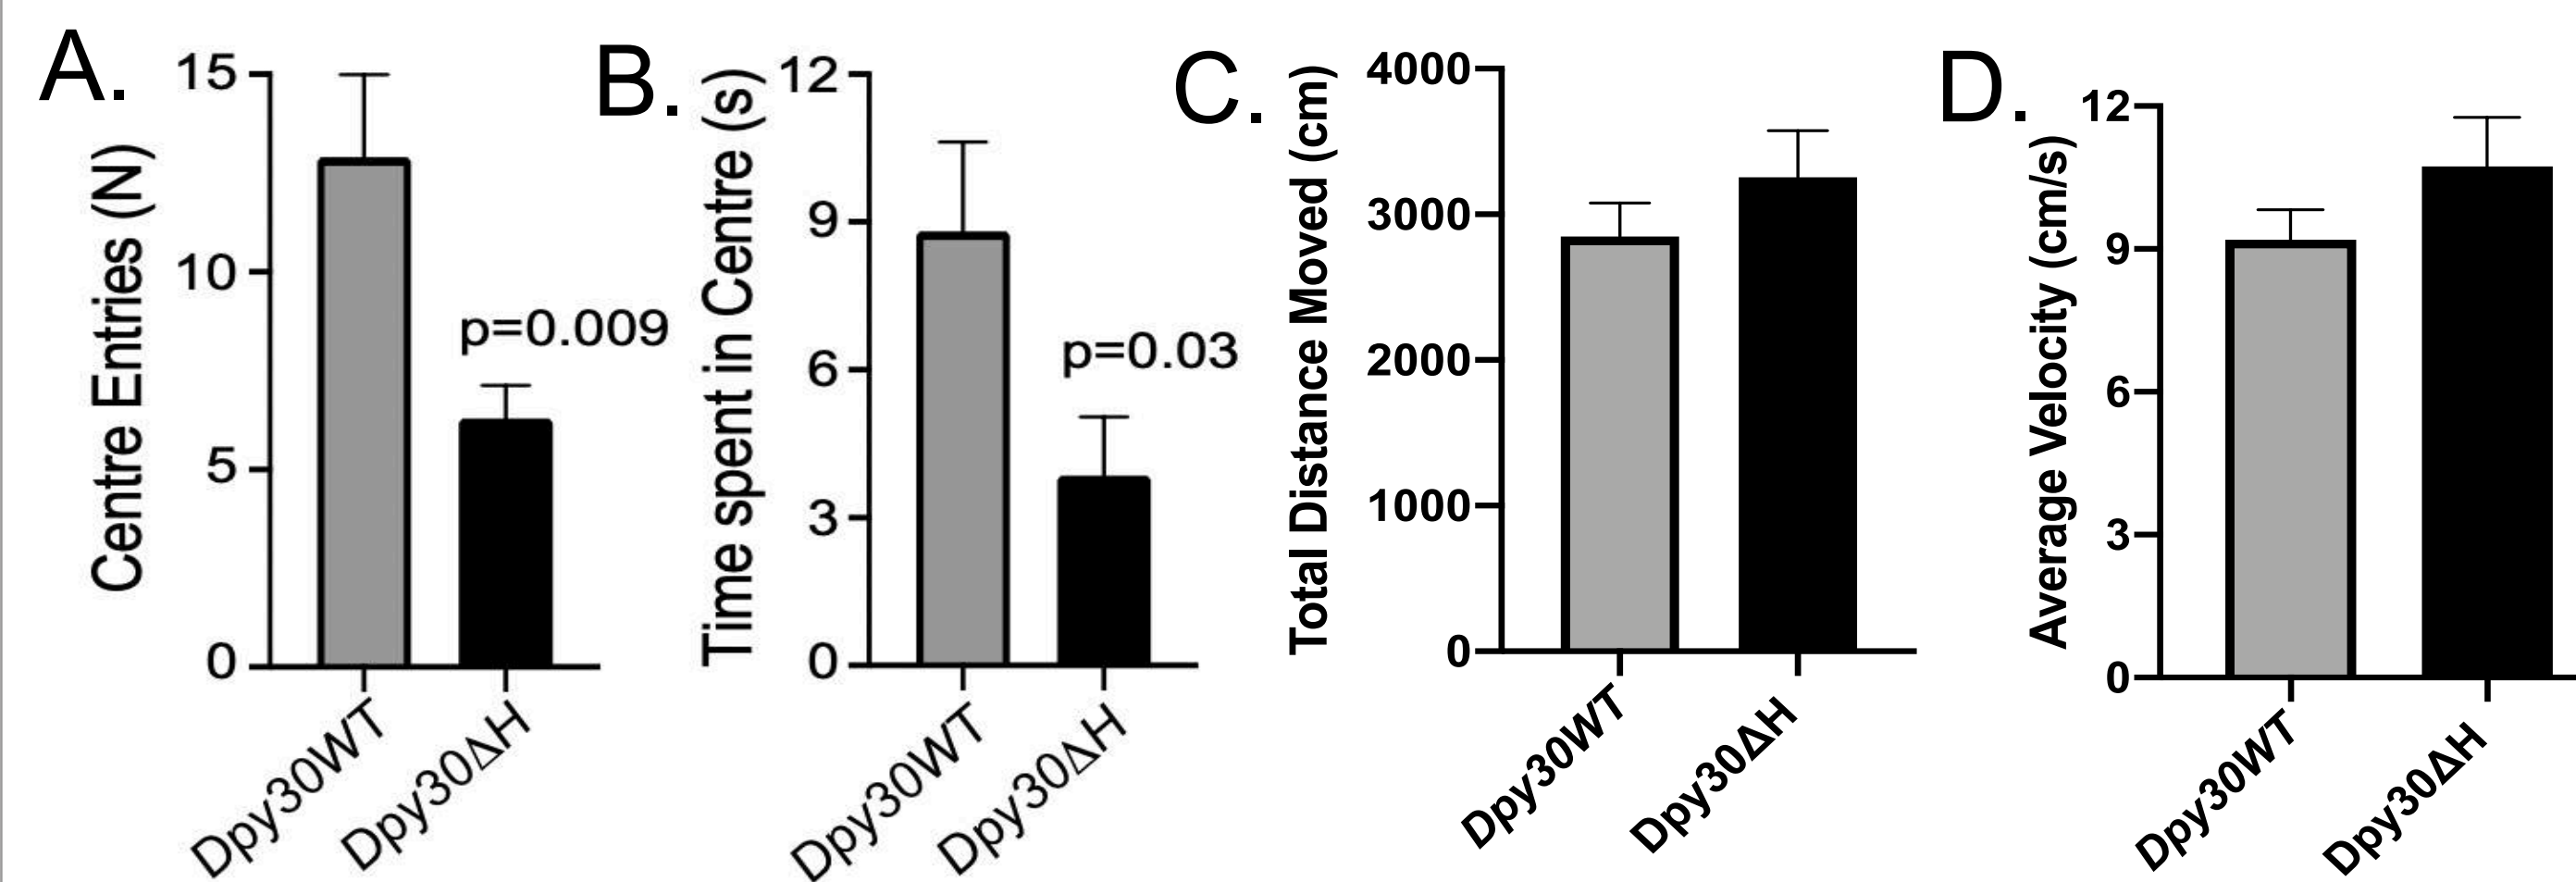 A.
Centre Entries (N)
15
10
5
0
p=0.009
Dpy30WT
Dpy30ΔH
B.
Time spent in Centre (s)
12
9
6
3
0
p=0.03
Dpy30WT
Dpy30ΔH
C.
Total Distance Moved (cm)
4000
3000
2000
1000
0
Dpy30WT
Dpy30ΔH
D.
Average Velocity (cm/s)
12
9
6
3
0
Dpy30WT
Dpy30ΔH